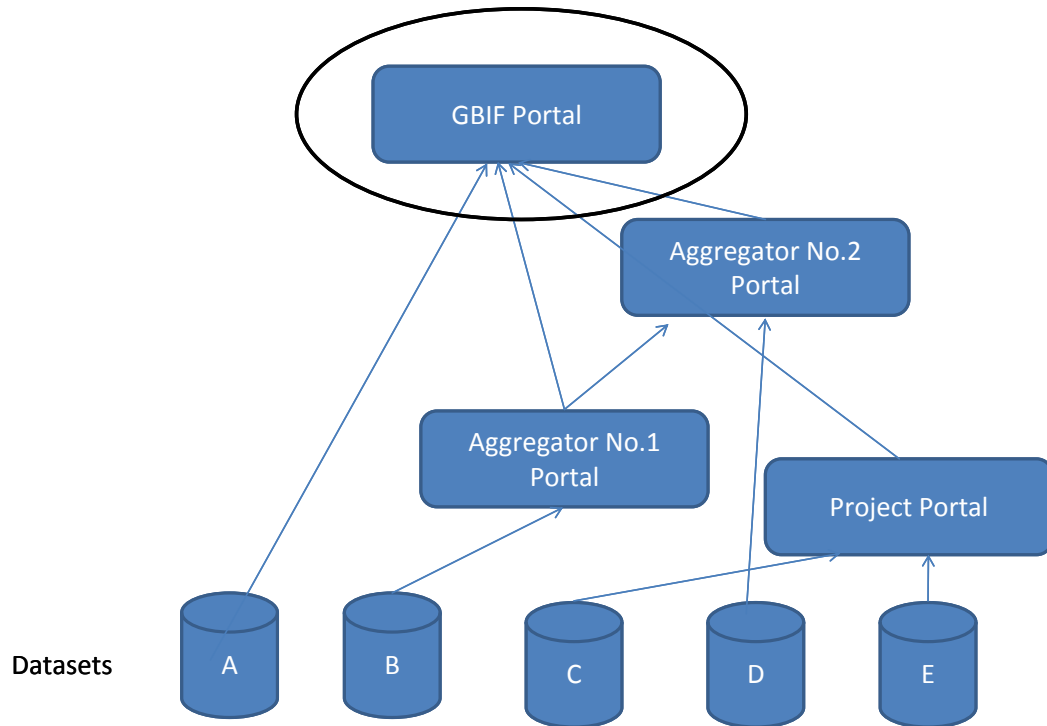 GBIF Portal
Aggregator No.2
Portal
Aggregator No.1
Portal
Project Portal
Datasets
A
B
C
D
E